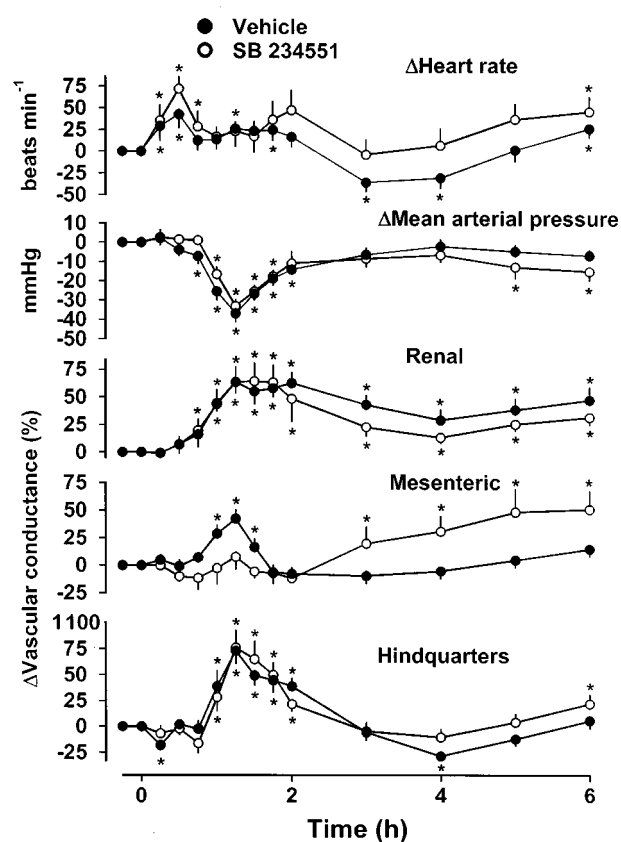 Vehicle
SB 234551
ΔHeart rate
beats min⁻¹
75
50
25
0
-25
-50
ΔMean arterial pressure
mmHg
10
0
-10
-20
-30
-40
-50
Renal
ΔVascular conductance (%)
75
50
25
0
Mesenteric
75
50
25
0
-25
Hindquarters
1100
75
50
25
0
-25
0 2 4 6
Time (h)